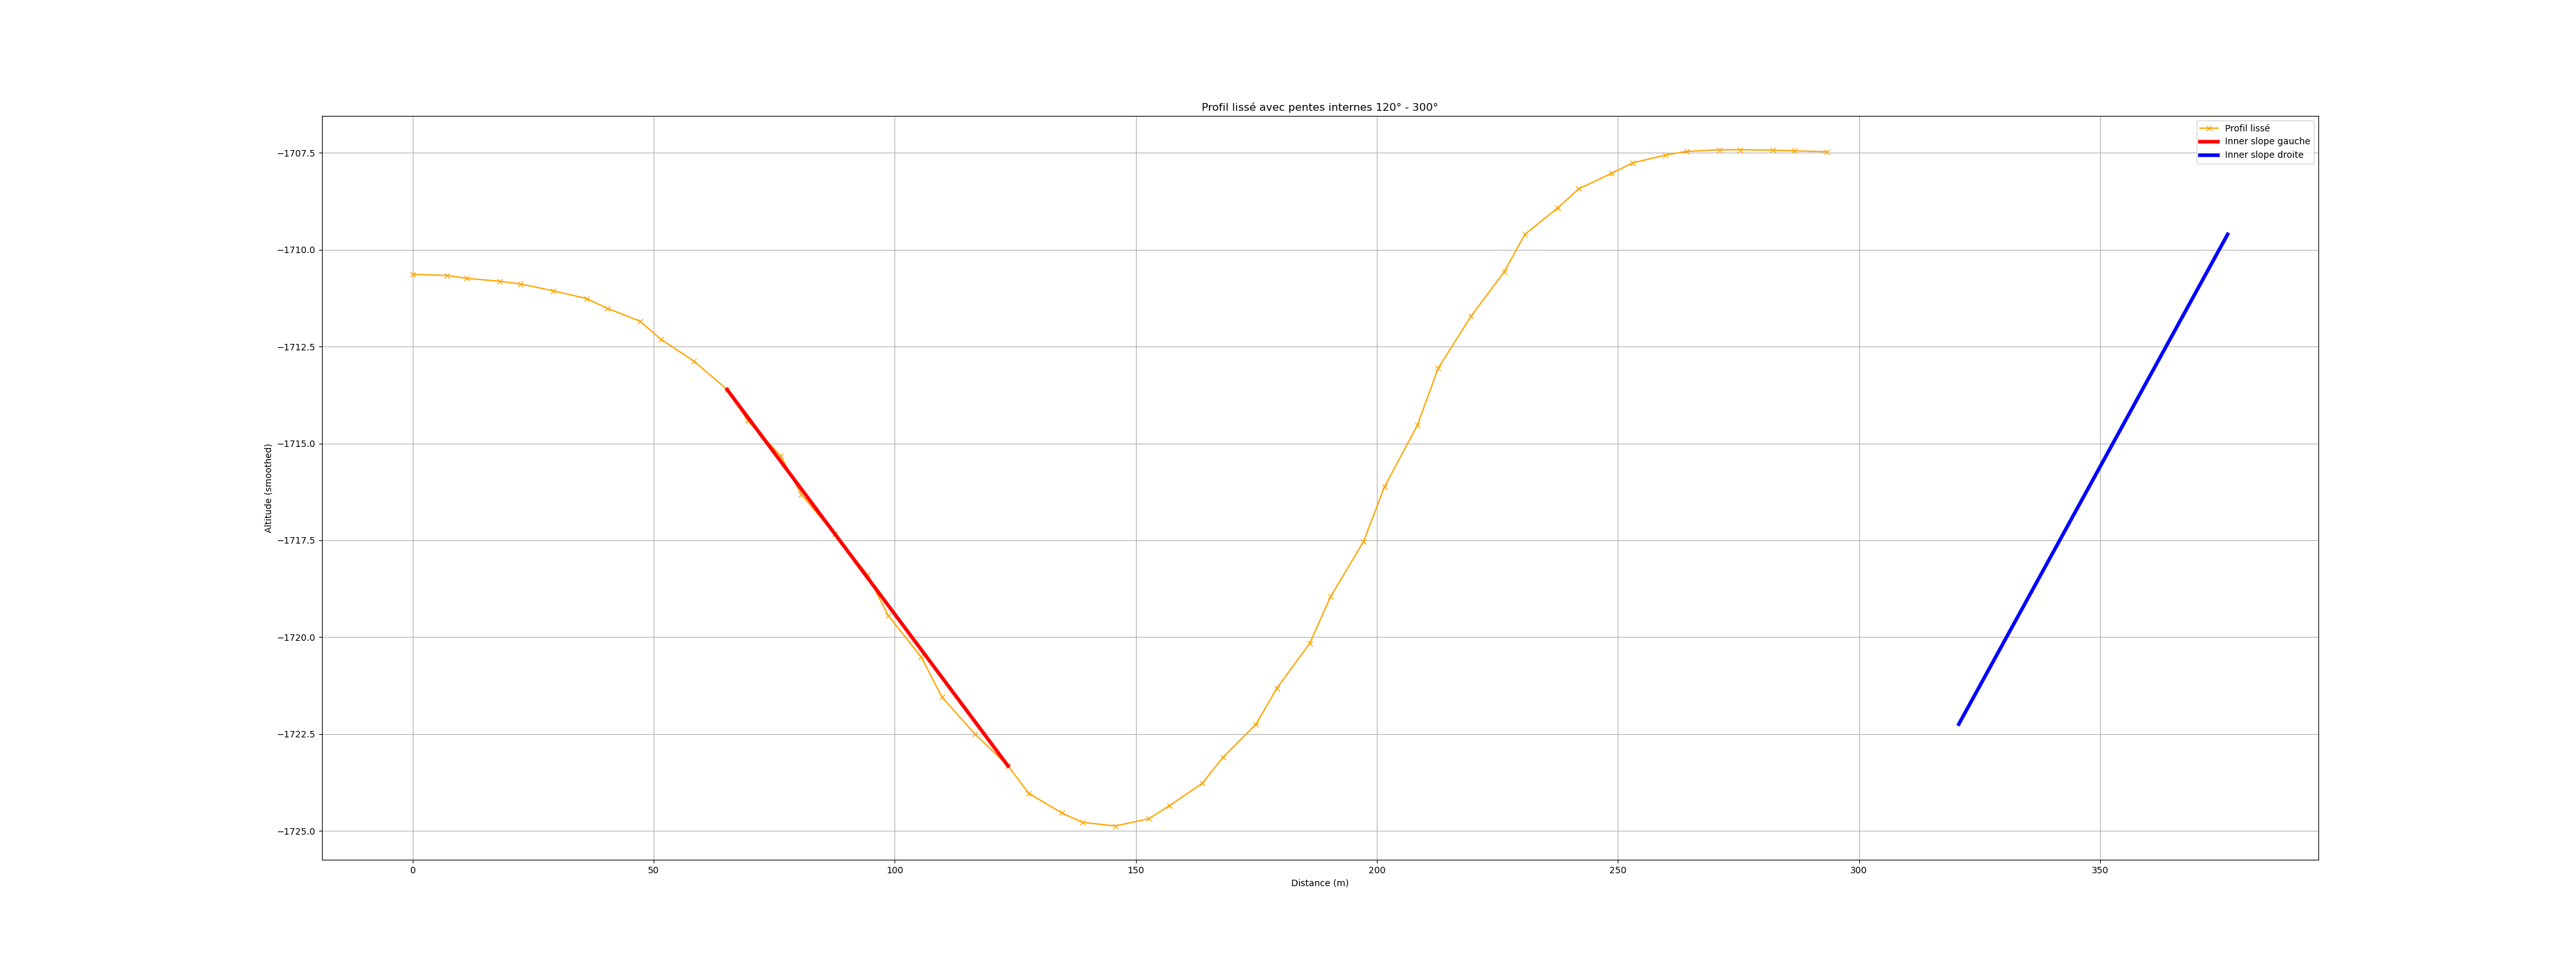 Profil lissé avec pentes internes 120° - 300°
Profil lissé
Inner slope gauche
Inner slope droite
−1707.5
−1710.0
−1712.5
−1715.0
−1717.5
−1720.0
−1722.5
−1725.0
Altitude (smoothed)
0
50
100
150
200
250
300
350
Distance (m)